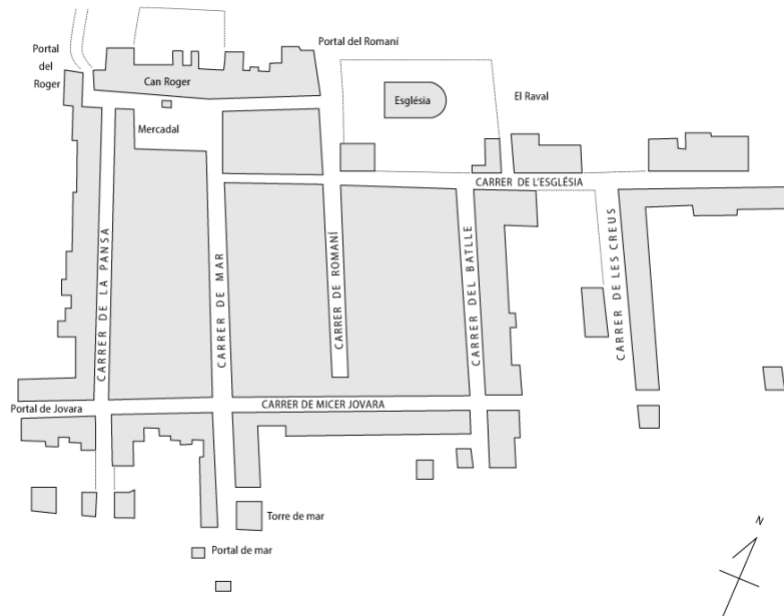 Portal del Romaní
Portal
del
Roger
Can Roger
Església
El Raval
Mercadal
CARRER DE L'ESGLÉSIA
CARRER DE LA PANSA
CARRER DE MAR
CARRER DE ROMANÍ
CARRER DEL BATLLE
CARRER DE LES CREUS
Portal de Jovara
CARRER DE MICER JOVARA
Torre de mar
Portal de mar
N